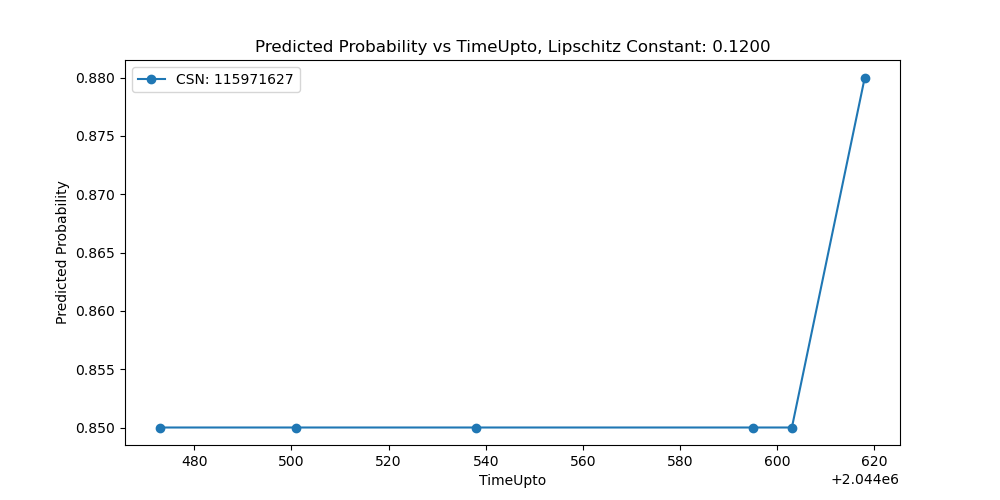 Predicted Probability vs TimeUpto, Lipschitz Constant: 0.1200
CSN: 115971627
Predicted Probability
0.880
0.875
0.870
0.865
0.860
0.855
0.850
480 500 520 540 560 580 600 620
+2.044e6
TimeUpto